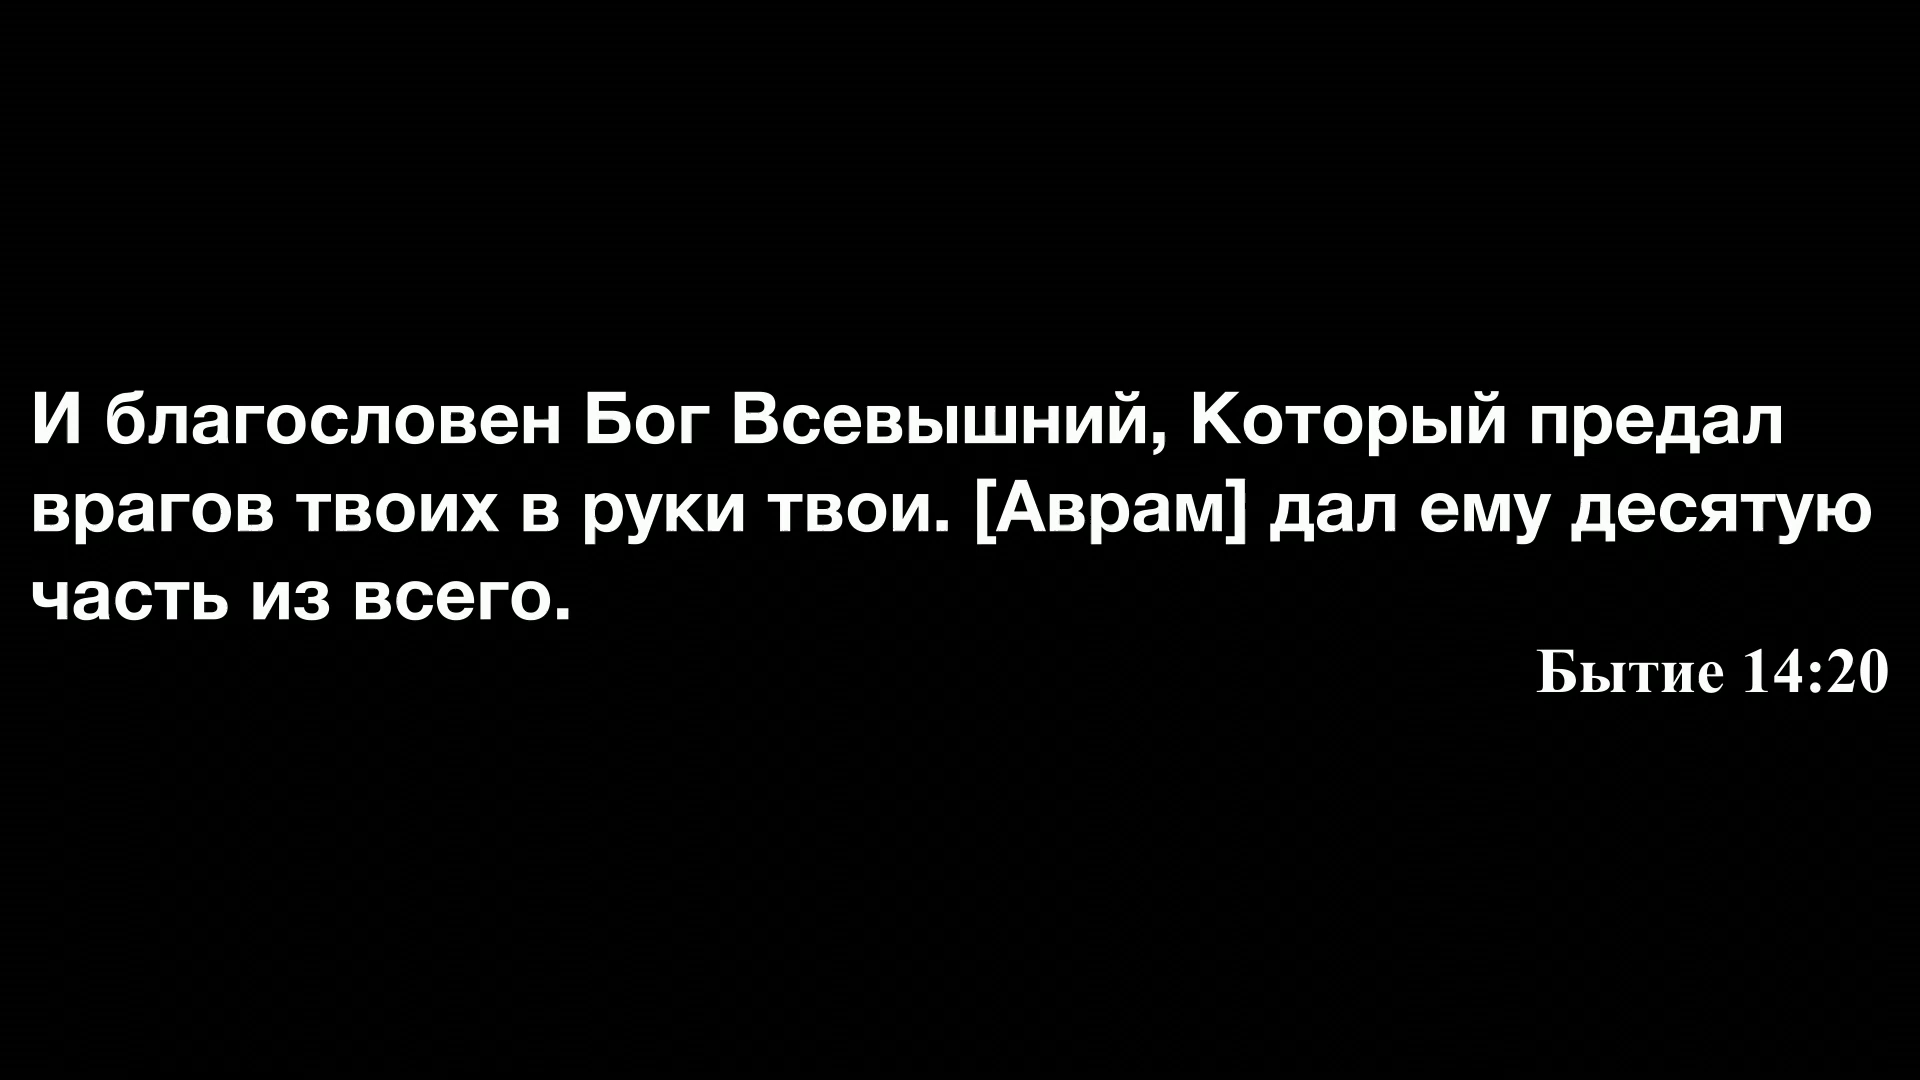 И благословен Бог Всевышний, Который предал
врагов твоих в руки твои. [Аврам] дал ему десятую
часть из всего.
Бытие 14:20